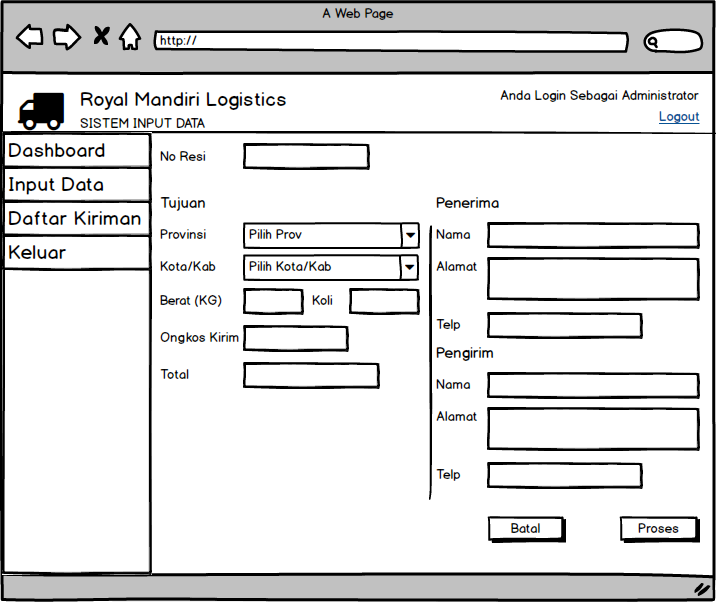 A Web Page
http://
Royal Mandiri Logistics
SISTEM INPUT DATA
Anda Login Sebagai Administrator
Logout
Dashboard
Input Data
Daftar Kiriman
Keluar
No Resi
Tujuan
Provinsi
Pilih Prov
Kota/Kab
Pilih Kota/Kab
Berat (KG)
Koli
Ongkos Kirim
Total
Penerima
Nama
Alamat
Telp
Pengirim
Nama
Alamat
Telp
Batal
Proses